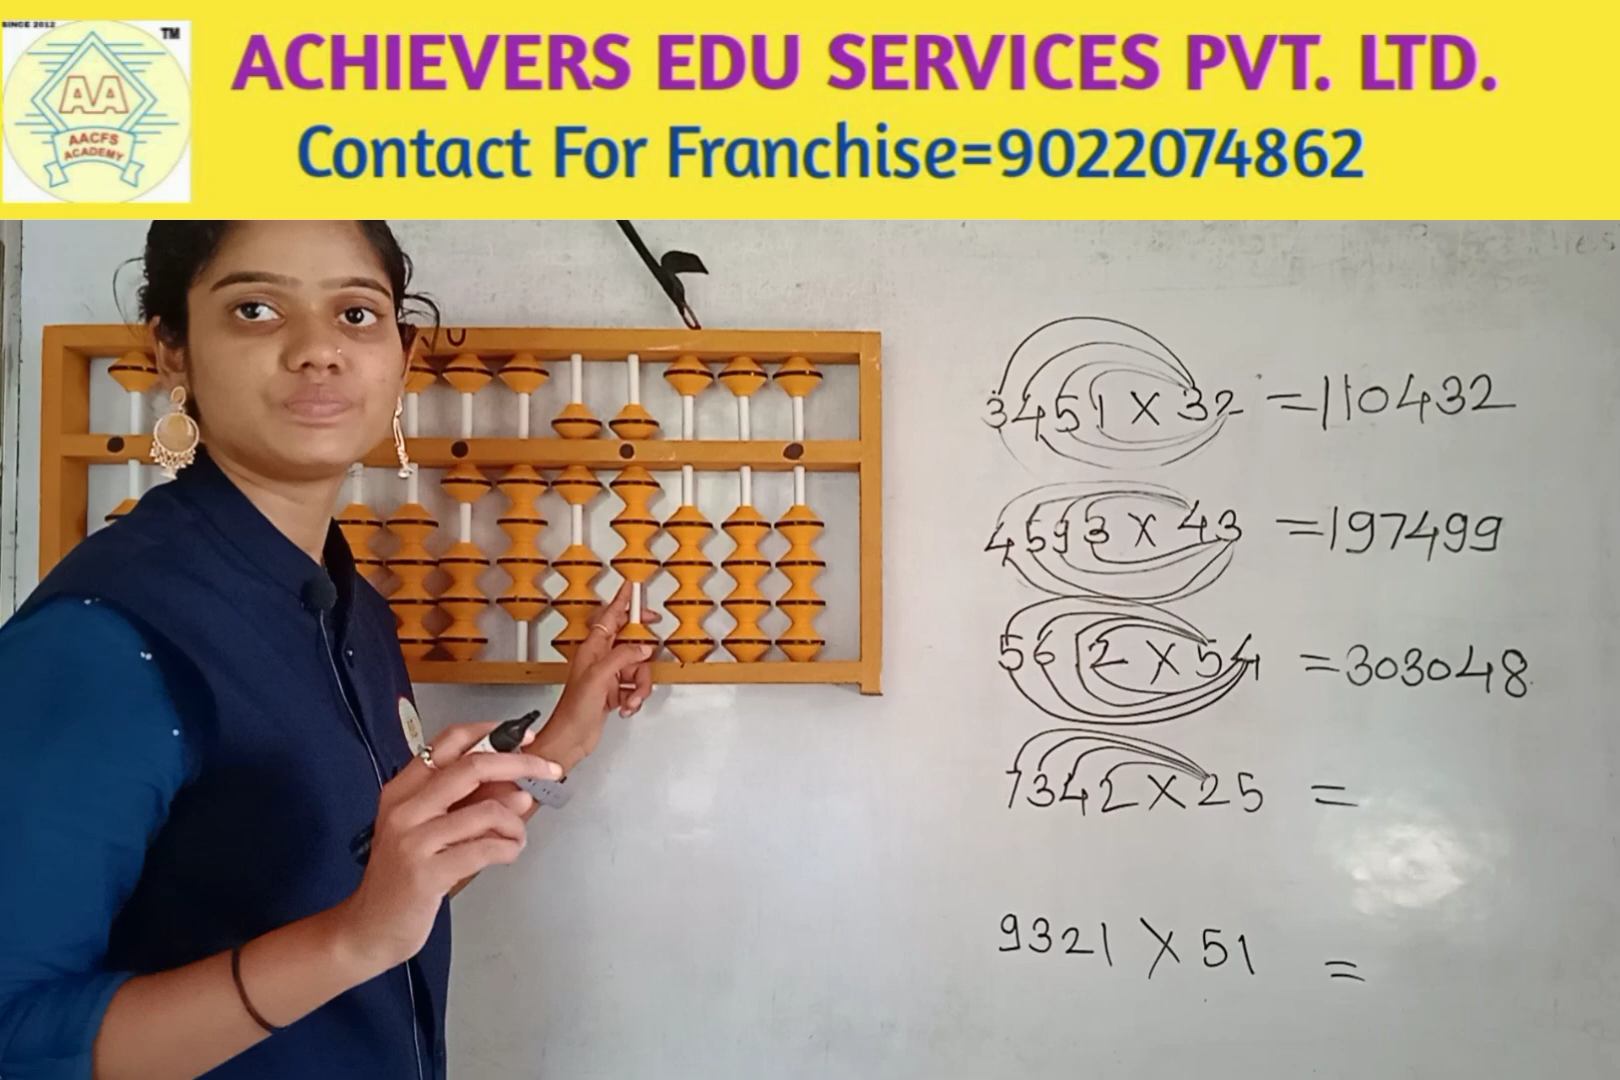 SINCE 2012
TM
AA
AACFS
ACADEMY
ACHIEVERS EDU SERVICES PVT. LTD.
Contact For Franchise=9022074862
3451 X 32 =110432
4593 X 43 =197499
5612 X 54 =303048
7342 X 25 =
9321 X 51 =